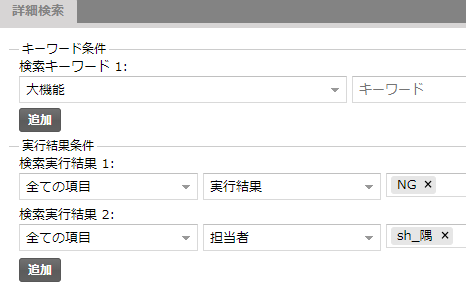 詳細検索
キーワード条件
検索キーワード 1:
大機能 キーワード
追加
実行結果条件
検索実行結果 1:
全ての項目 実行結果 NG ×
検索実行結果 2:
全ての項目 担当者 sh_隅 ×
追加